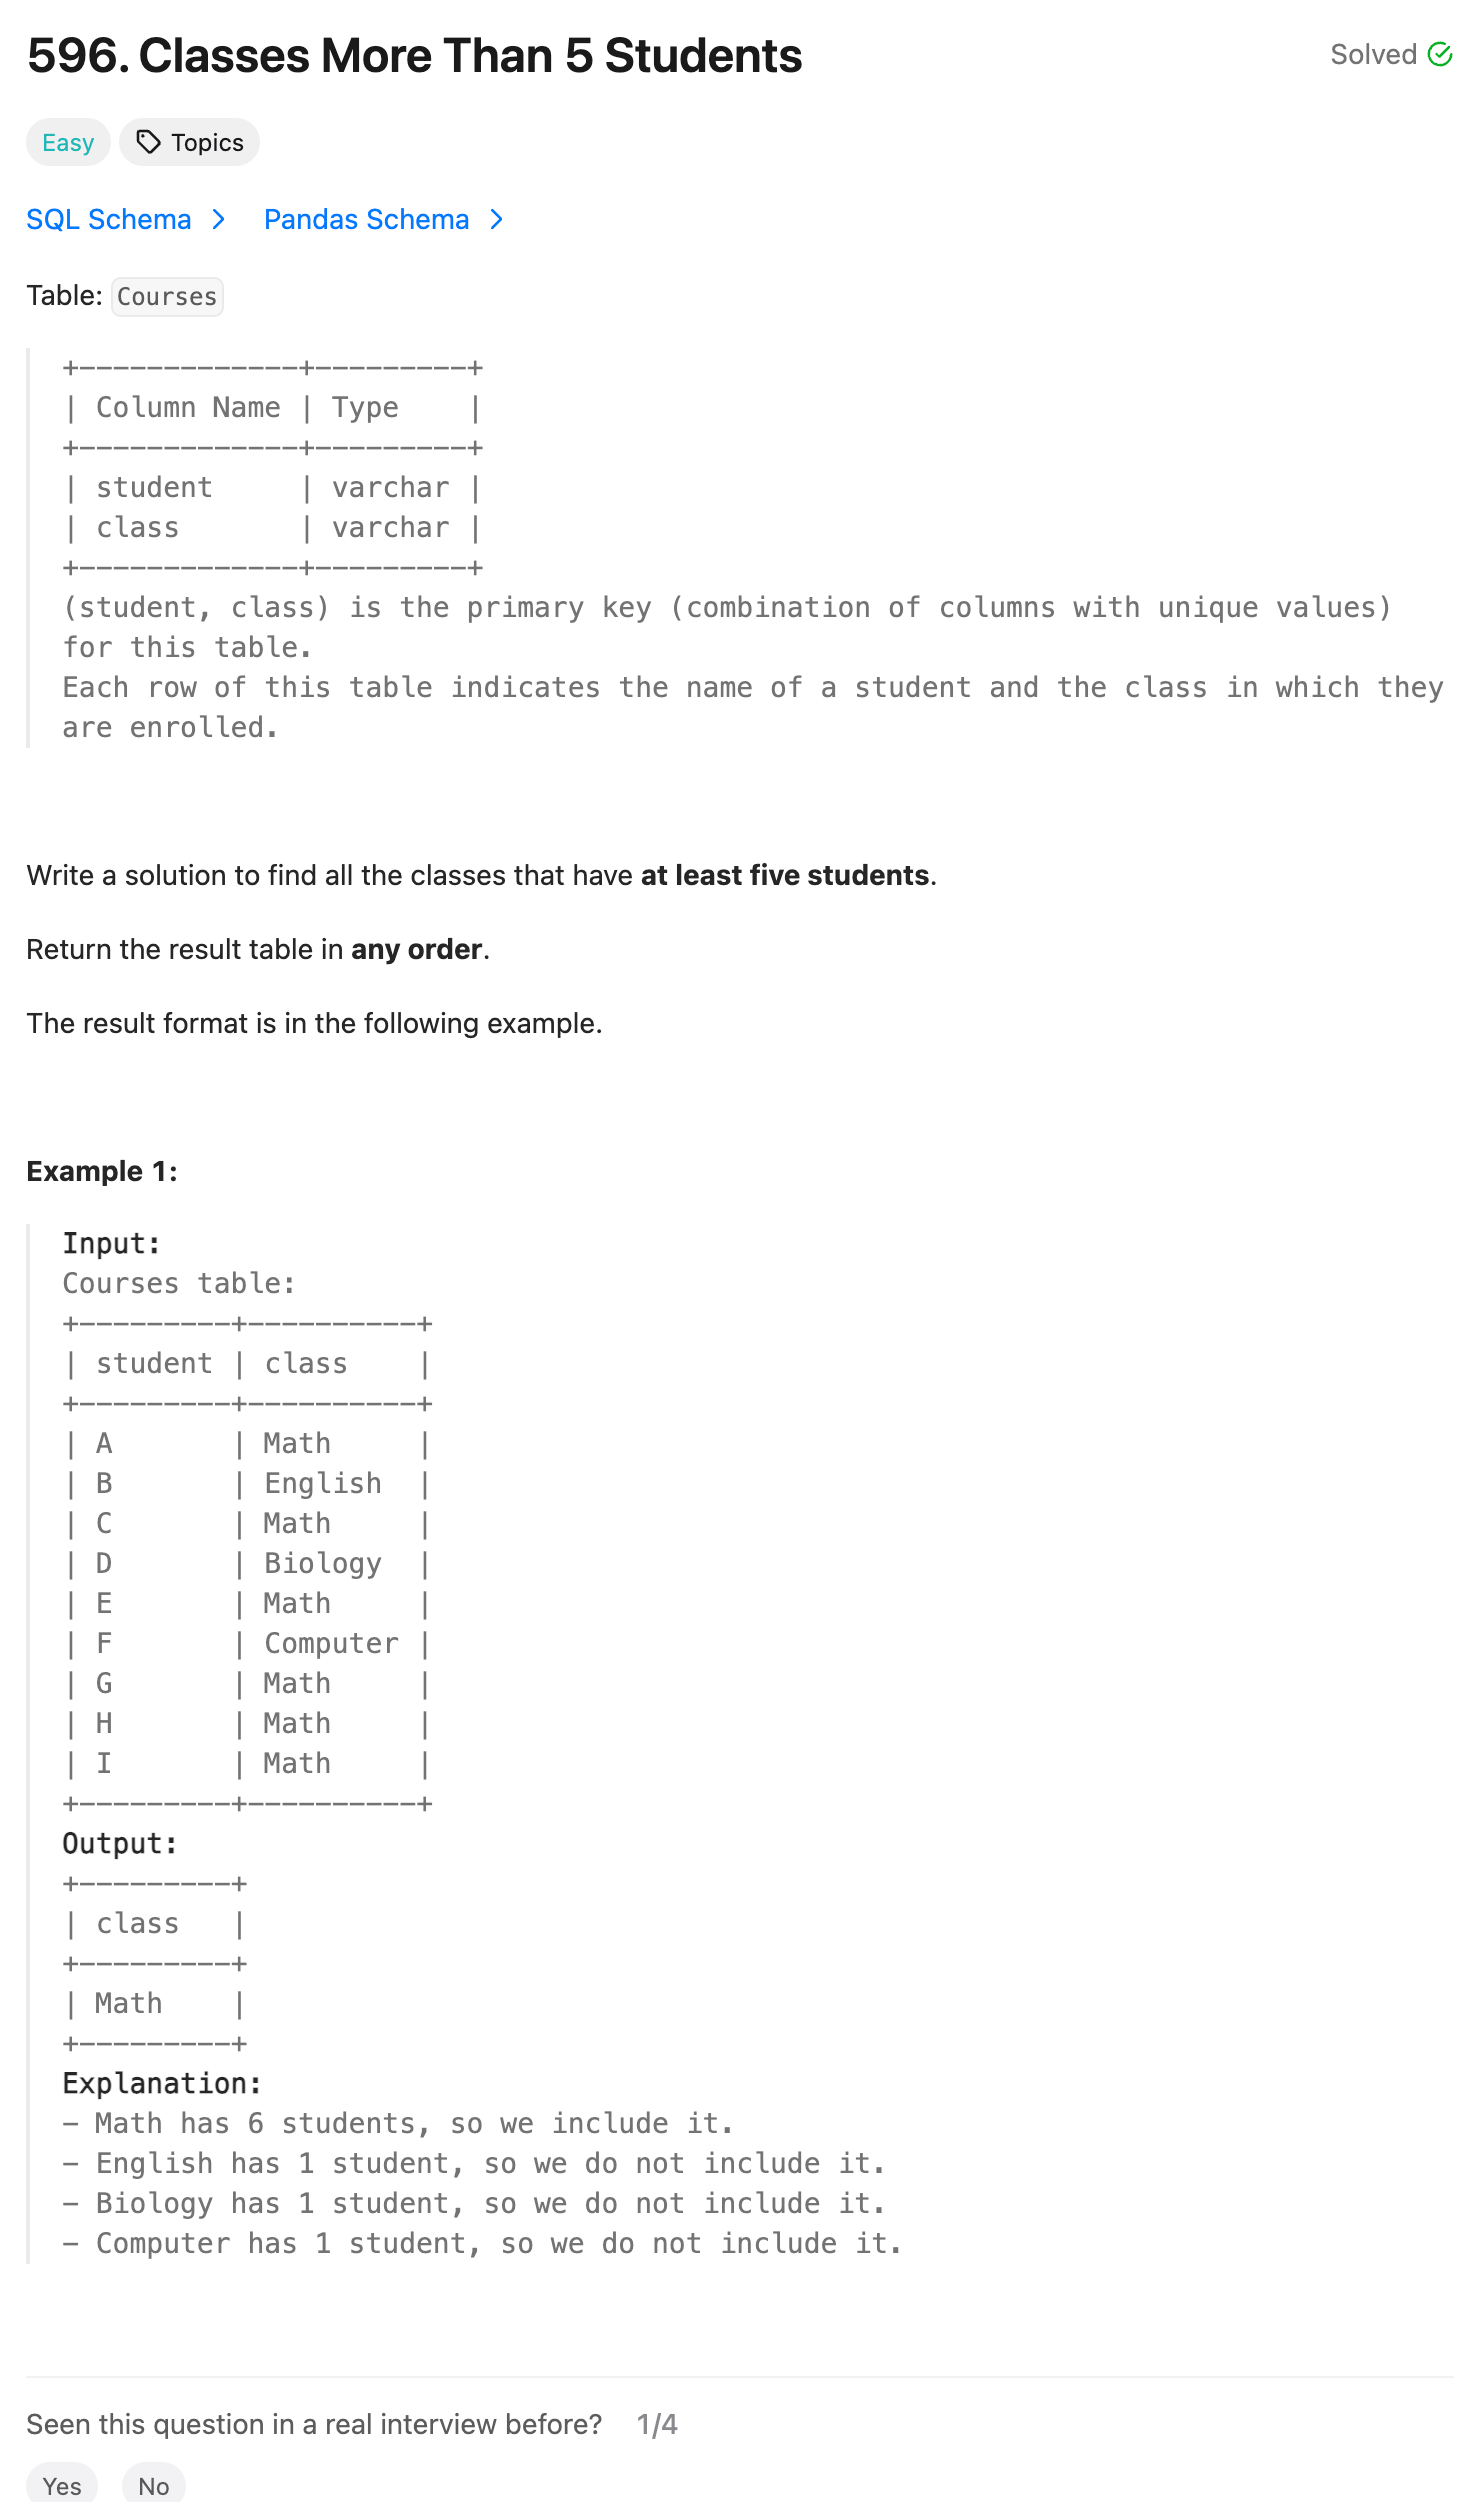 596. Classes More Than 5 Students
Solved
Easy
Topics
SQL Schema
Pandas Schema
Table: Courses
+-------------+---------+
| Column Name | Type    |
+-------------+---------+
| student     | varchar |
| class       | varchar |
+-------------+---------+
(student, class) is the primary key (combination of columns with unique values)
for this table.
Each row of this table indicates the name of a student and the class in which they
are enrolled.
Write a solution to find all the classes that have at least five students.
Return the result table in any order.
The result format is in the following example.
Example 1:
Input:
Courses table:
+---------+----------+
| student | class    |
+---------+----------+
| A       | Math     |
| B       | English  |
| C       | Math     |
| D       | Biology  |
| E       | Math     |
| F       | Computer |
| G       | Math     |
| H       | Math     |
| I       | Math     |
+---------+----------+
Output:
+---------+
| class   |
+---------+
| Math    |
+---------+
Explanation:
- Math has 6 students, so we include it.
- English has 1 student, so we do not include it.
- Biology has 1 student, so we do not include it.
- Computer has 1 student, so we do not include it.
Seen this question in a real interview before? 1/4
Yes
No